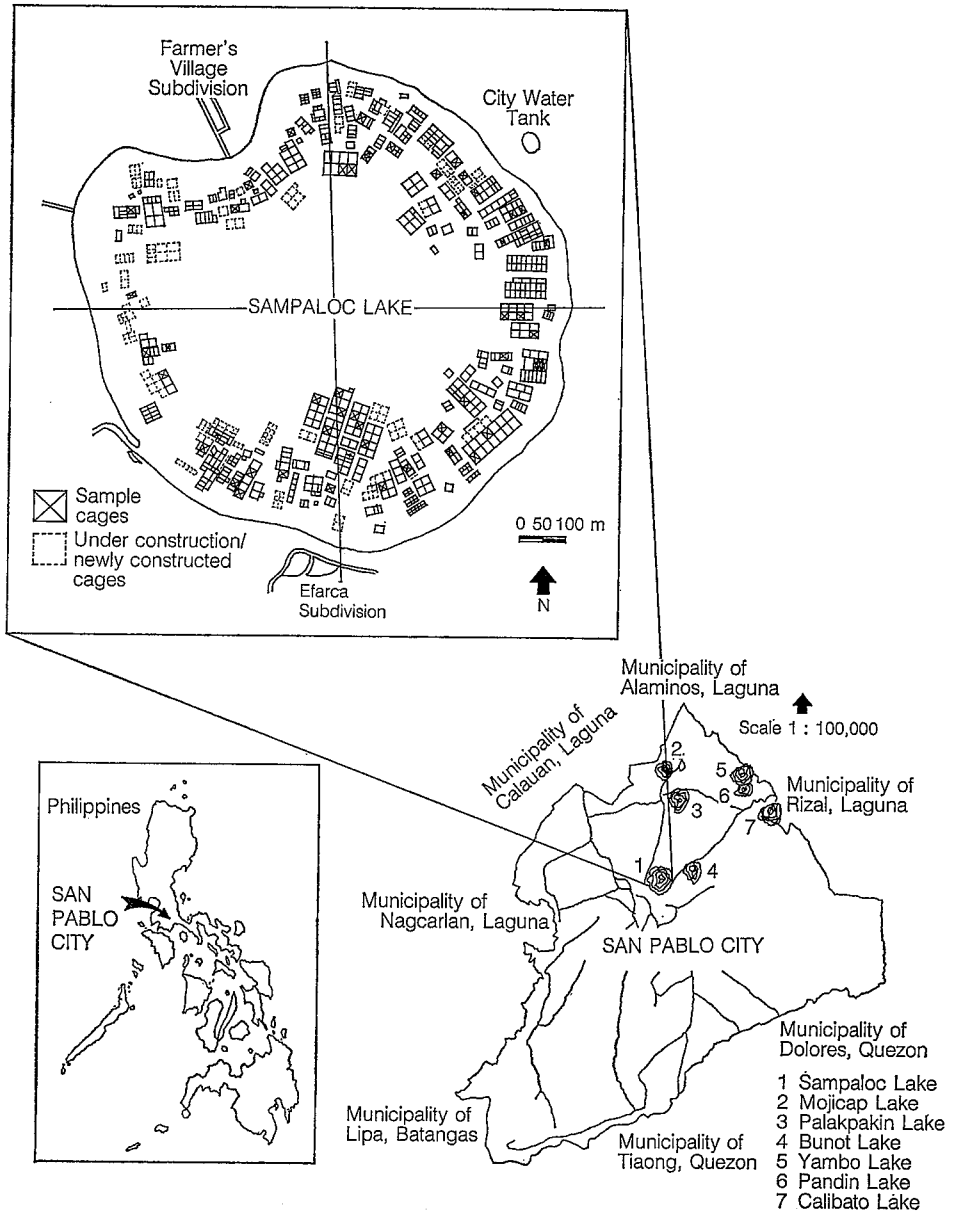 Farmer's
Village
Subdivision
City Water
Tank
SAMPALOC LAKE
Sample
cages
Under construction/
newly constructed
cages
0 50 100 m
N
Efarca
Subdivision
Municipality of
Alaminos, Laguna
Scale 1 : 100,000
Municipality of
Calauan, Laguna
2
5
6
3
7
Municipality of
Rizal, Laguna
1
4
Municipality of
Nagcarlan, Laguna
SAN PABLO CITY
Philippines
SAN
PABLO
CITY
Municipality of
Dolores, Quezon
Municipality of
Lipa, Batangas
Municipality of
Tiaong, Quezon
1 Sampaloc Lake
2 Mojicap Lake
3 Palakpakin Lake
4 Bunot Lake
5 Yambo Lake
6 Pandin Lake
7 Calibato Lake